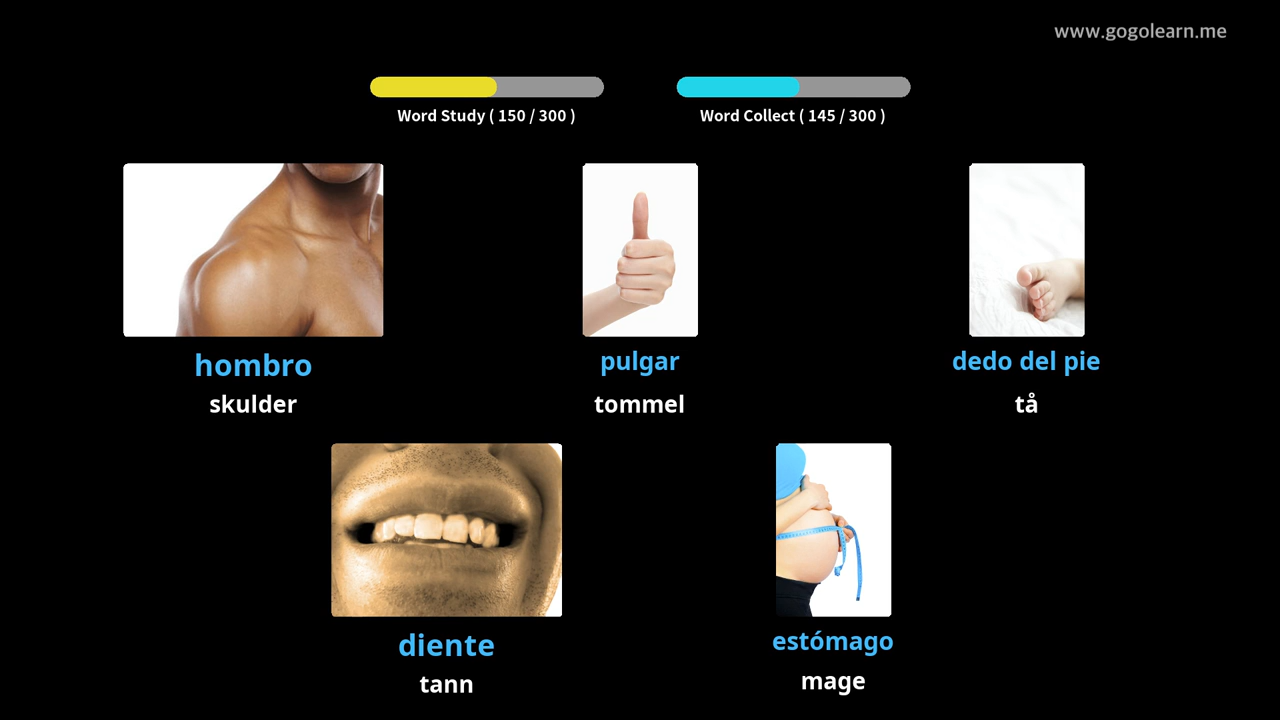 www.gogolearn.me
Word Study ( 150 / 300 )
Word Collect ( 145 / 300 )
hombro
skulder
pulgar
tommel
dedo del pie
tå
diente
tann
estómago
mage